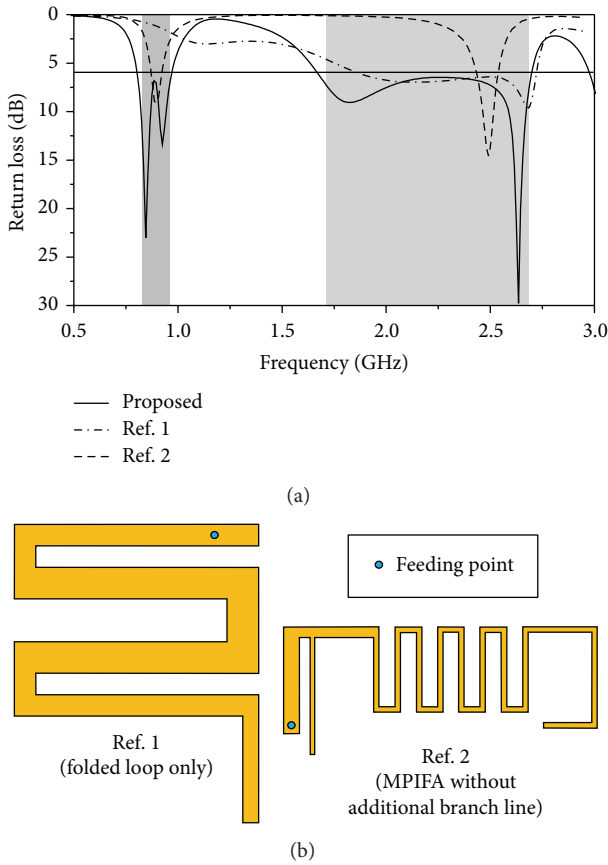 0
5
10
15
20
25
30
Return loss (dB)
0.5 1.0 1.5 2.0 2.5 3.0
Frequency (GHz)
Proposed
Ref. 1
Ref. 2
(a)
Feeding point
Ref. 1
(folded loop only)
Ref. 2
(MPIFA without
additional branch line)
(b)